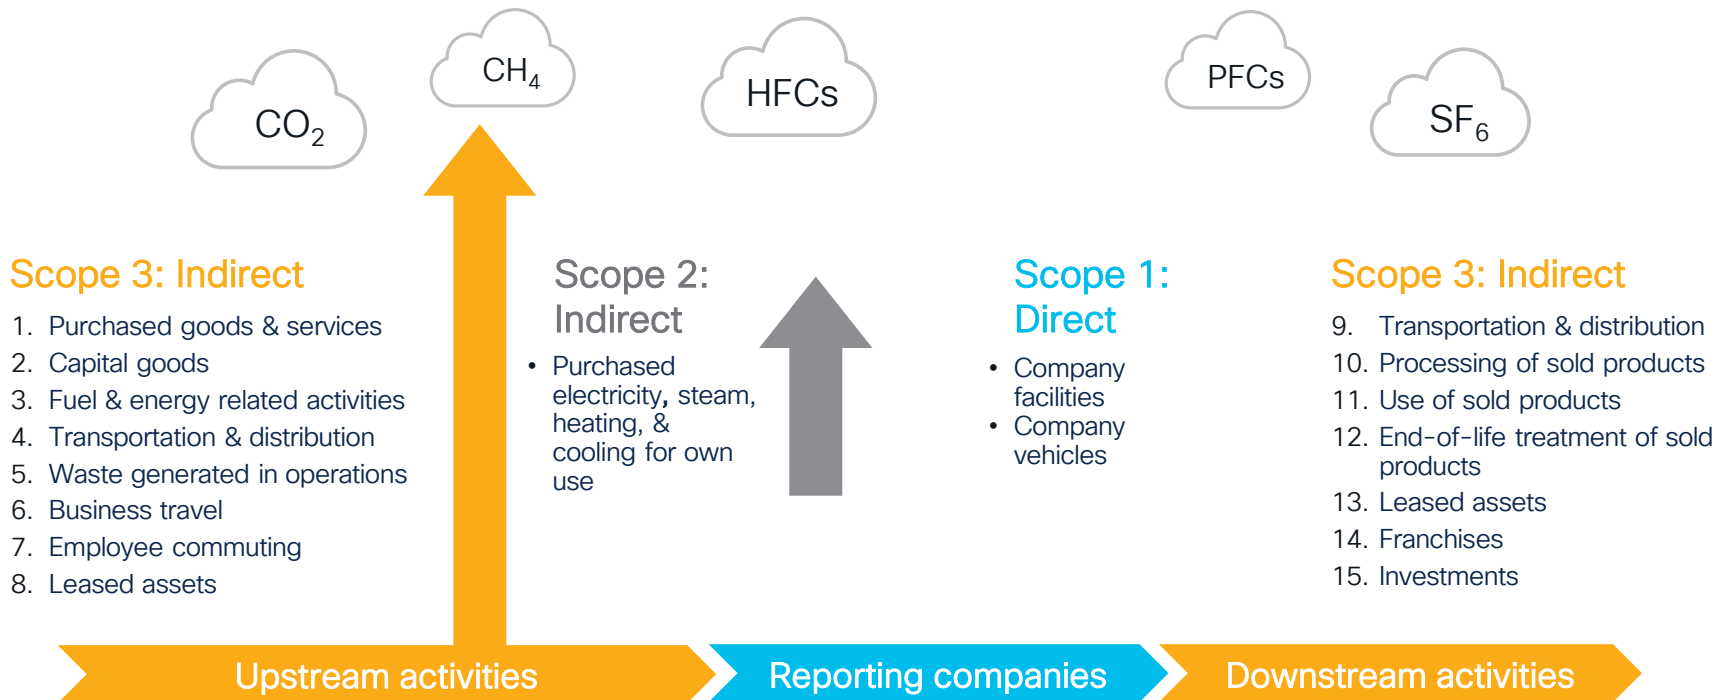 CO₂
CH₄
HFCs
PFCs
SF₆
Scope 3: Indirect
1. Purchased goods & services
2. Capital goods
3. Fuel & energy related activities
4. Transportation & distribution
5. Waste generated in operations
6. Business travel
7. Employee commuting
8. Leased assets
Scope 2:
Indirect
• Purchased
electricity, steam,
heating, &
cooling for own
use
Scope 1:
Direct
• Company
facilities
• Company
vehicles
Scope 3: Indirect
9. Transportation & distribution
10. Processing of sold products
11. Use of sold products
12. End-of-life treatment of sold
products
13. Leased assets
14. Franchises
15. Investments
Upstream activities
Reporting companies
Downstream activities